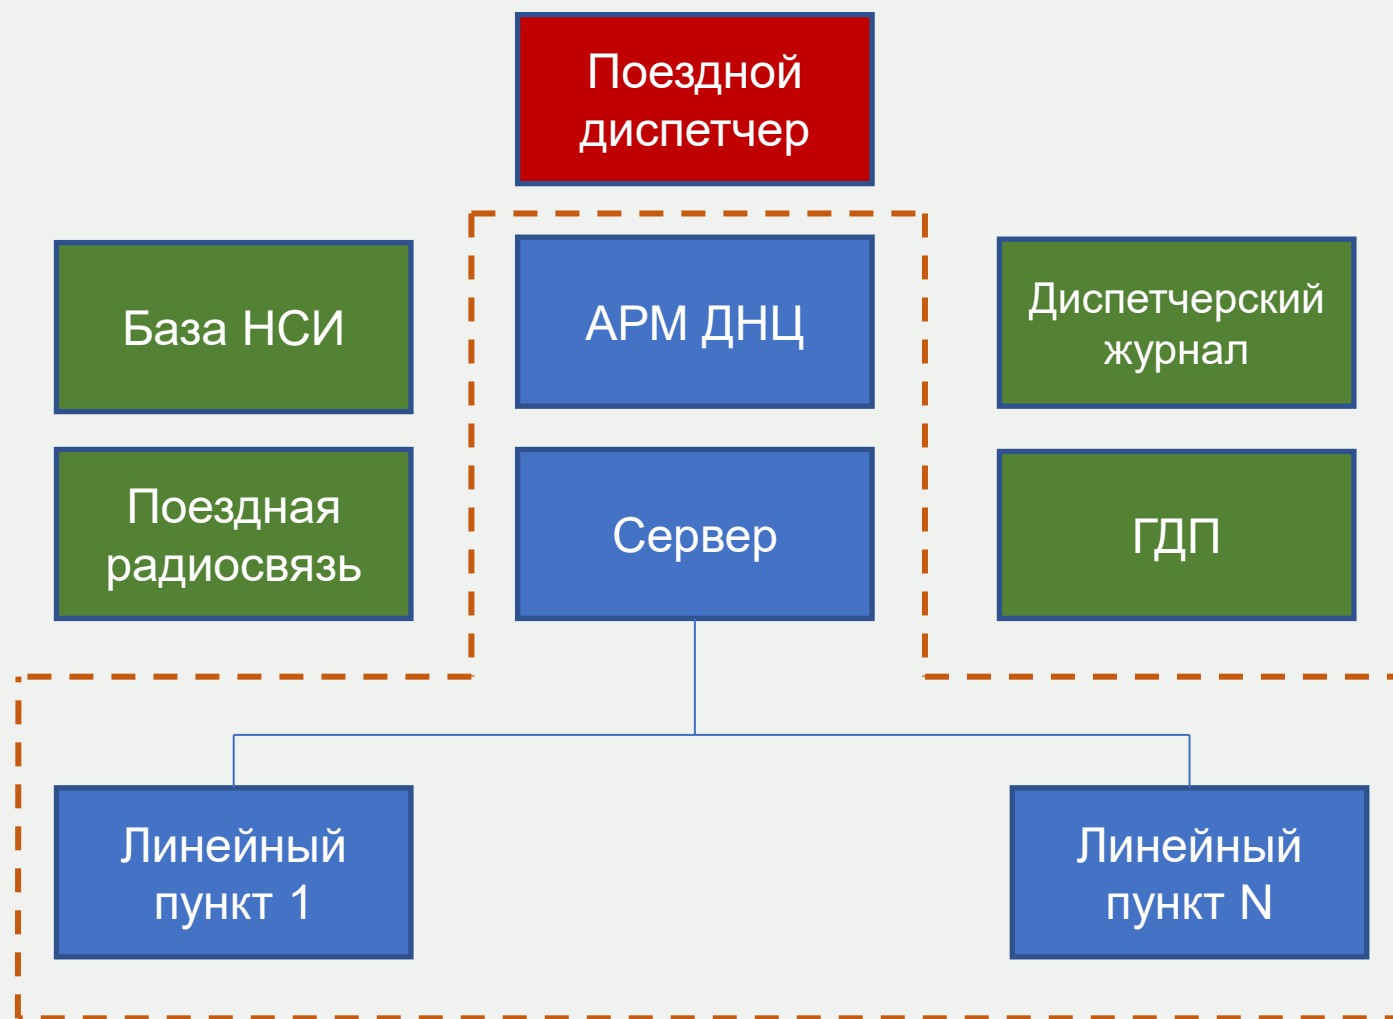 Поездной
диспетчер
База НСИ
АРМ ДНЦ
Диспетчерский
журнал
Поездная
радиосвязь
Сервер
ГДП
Линейный
пункт 1
Линейный
пункт N